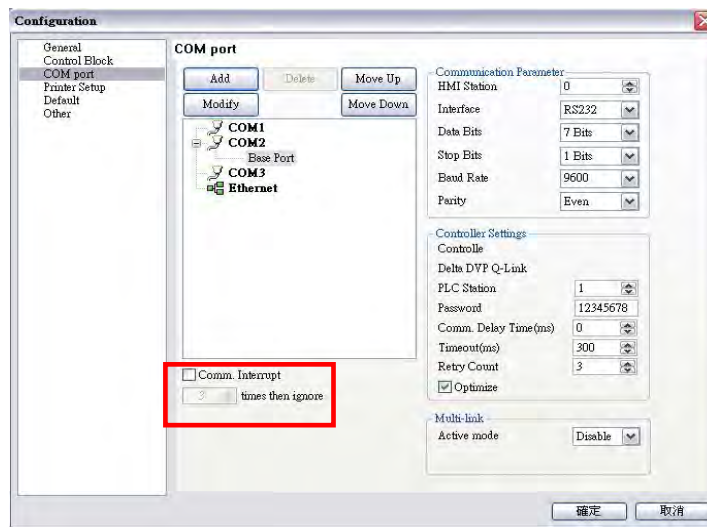 Configuration
General
Control Block
COM port
Printer Setup
Default
Other
COM port
Add
Delete
Move Up
Modify
Move Down
COM1
COM2
Base Port
COM3
Ethernet
Comm. Interrupt
3 times then ignore
Communication Parameter
HMI Station 0
Interface RS232
Data Bits 7 Bits
Stop Bits 1 Bits
Baud Rate 9600
Parity Even
Controller Settings
Controlle
Delta DVP Q-Link
PLC Station 1
Password 12345678
Comm. Delay Time(ms) 0
Timeout(ms) 300
Retry Count 3
Optimize
Multi-link
Active mode Disable
確定
取消